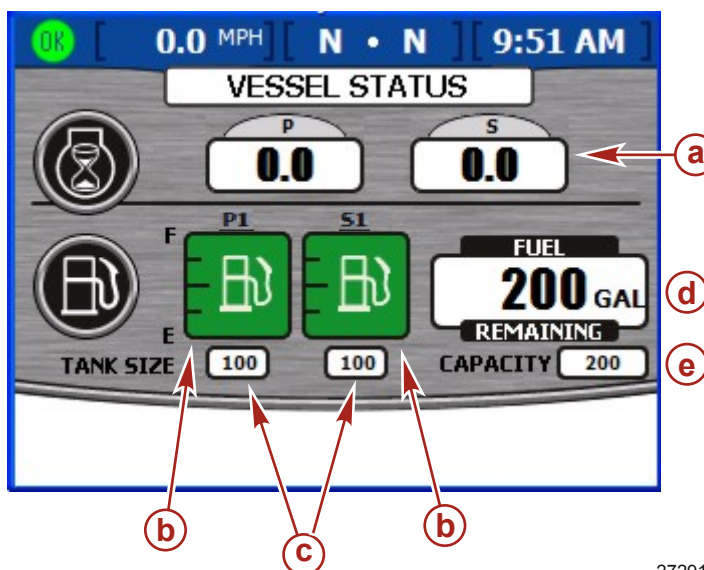 OK [ 0.0 MPH ] [ N • N ] [ 9:51 AM ]
VESSEL STATUS
P S
0.0 0.0 a
P1 S1
F
FUEL
200 GAL d
E REMAINING
TANK SIZE 100 100 CAPACITY 200 e
b b
c